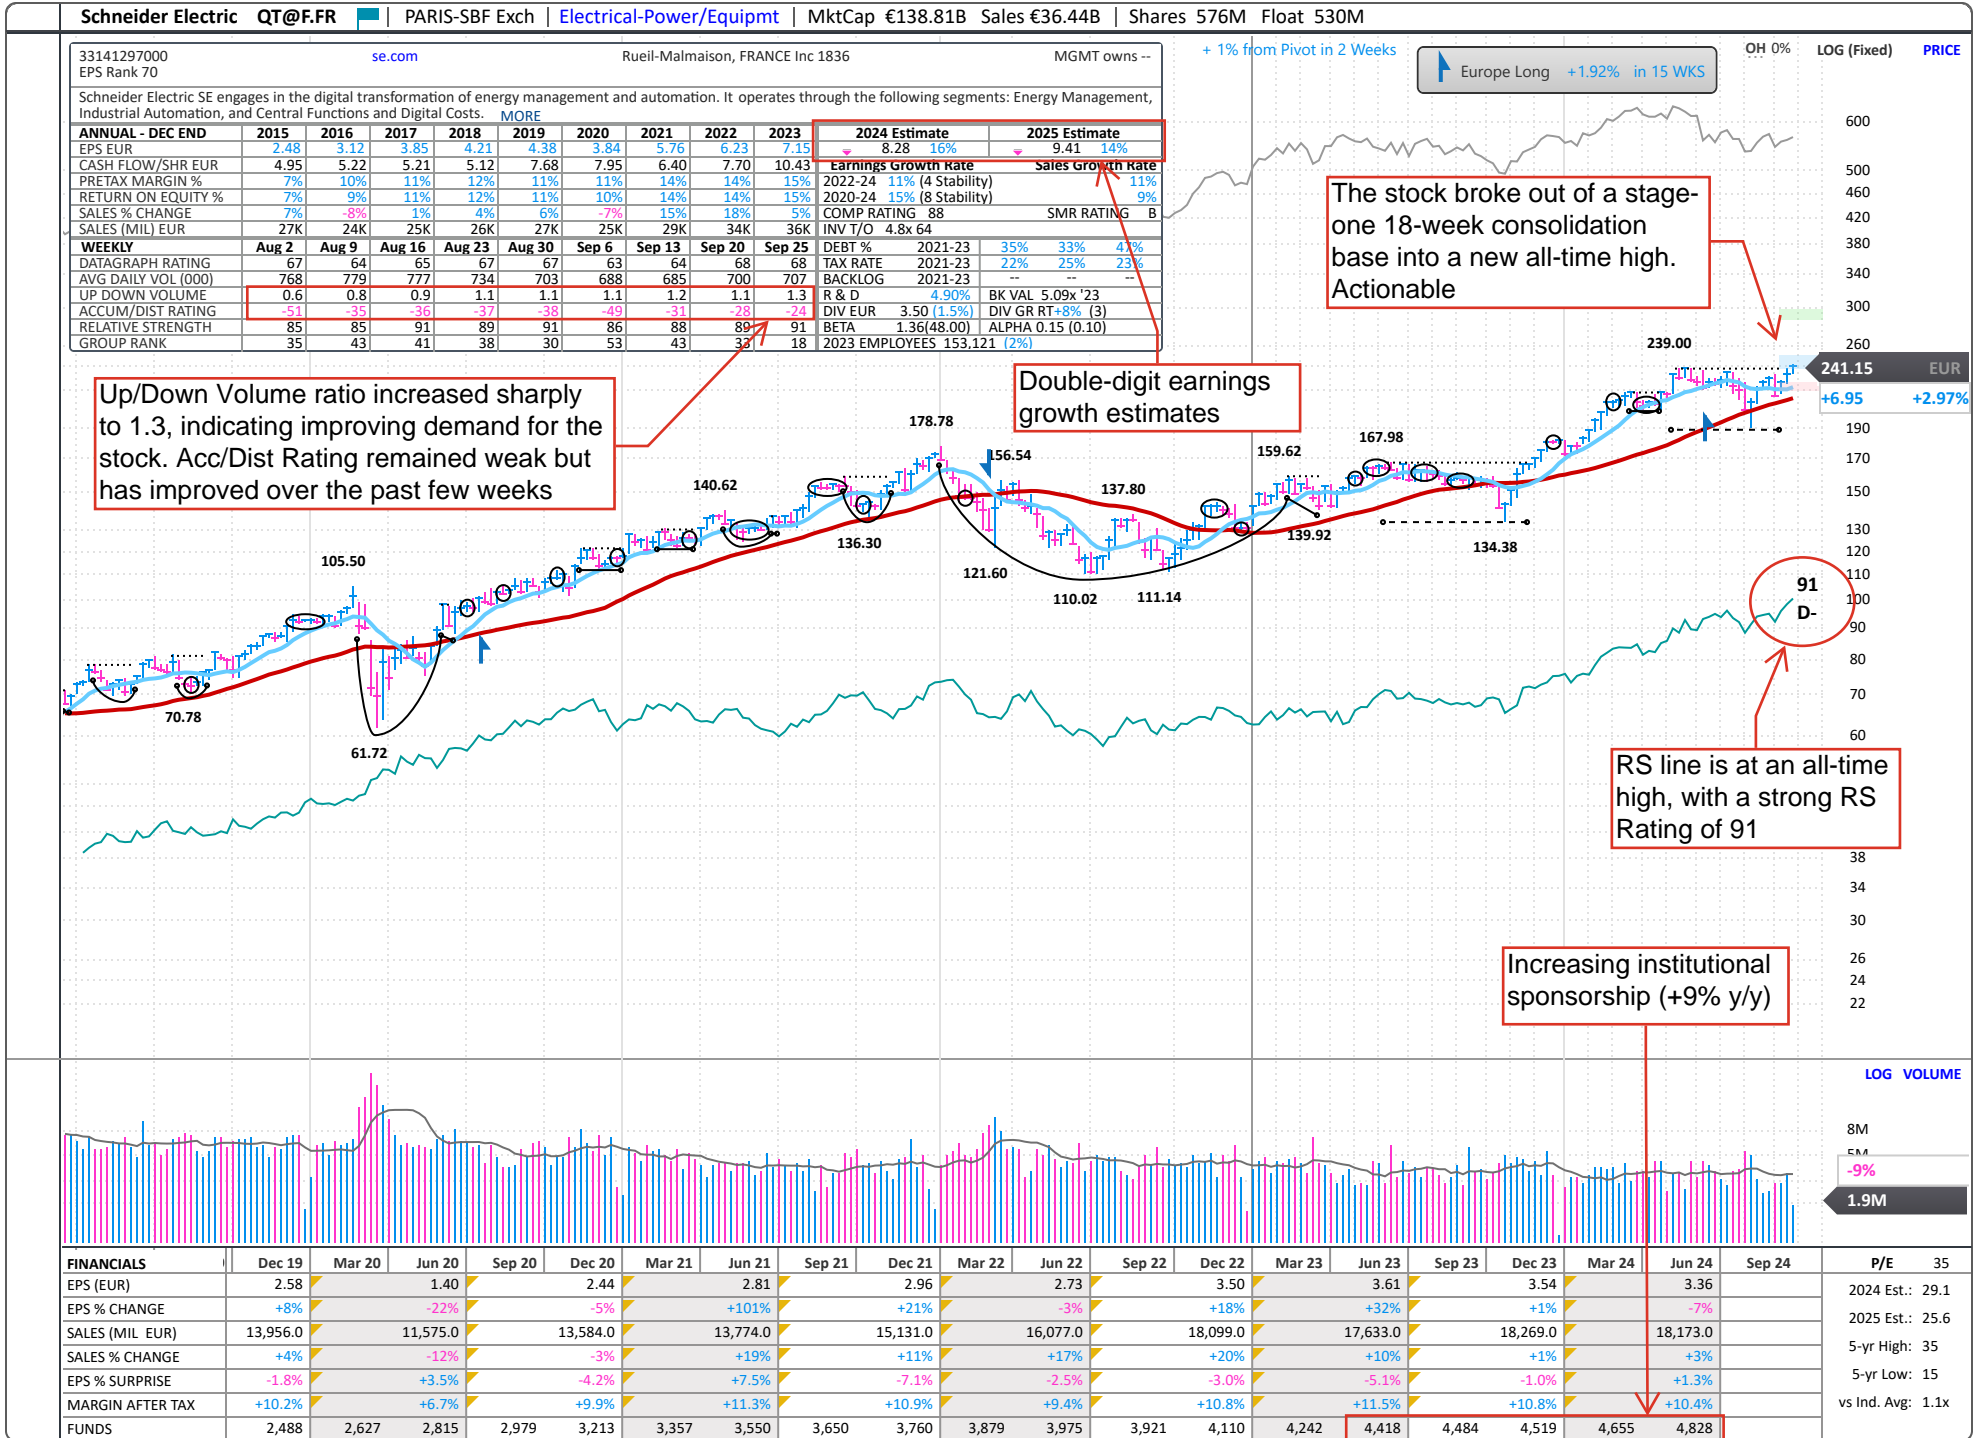 Schneider Electric QT@F.FR | PARIS-SBF Exch | Electrical-Power/Equipmt | MktCap €138.81B Sales €36.44B | Shares 576M Float 530M
33141297000 se.com Rueil-Malmaison, FRANCE Inc 1836 MGMT owns --
EPS Rank 70
Schneider Electric SE engages in the digital transformation of energy management and automation. It operates through the following segments: Energy Management,
Industrial Automation, and Central Functions and Digital Costs. MORE
ANNUAL - DEC END 2015 2016 2017 2018 2019 2020 2021 2022 2023 2024 Estimate 2025 Estimate
EPS EUR 2.48 3.12 3.85 4.21 4.38 3.84 5.76 6.23 7.15 8.28 16% 9.41 14%
CASH FLOW/SHR EUR 4.95 5.22 5.21 5.12 7.68 7.95 6.40 7.70 10.43 Earnings Growth Rate Sales Growth Rate
PRETAX MARGIN % 7% 10% 11% 12% 11% 11% 14% 14% 15% 2022-24 11% (4 Stability) 11%
RETURN ON EQUITY % 7% 9% 11% 12% 11% 10% 14% 14% 15% 2020-24 15% (8 Stability) 9%
SALES % CHANGE 7% -8% 1% 4% 6% -7% 15% 18% 5% COMP RATING 88 SMR RATING B
SALES (MIL) EUR 27K 24K 25K 26K 27K 25K 29K 34K 36K INV T/O 4.8x 64
WEEKLY Aug 2 Aug 9 Aug 16 Aug 23 Aug 30 Sep 6 Sep 13 Sep 20 Sep 25 DEBT % 2021-23 35% 33% 47%
DATAGRAPH RATING 67 64 65 67 67 63 64 68 68 TAX RATE 2021-23 22% 25% 23%
AVG DAILY VOL (000) 768 779 777 734 703 688 685 700 707 BACKLOG 2021-23 -- --
UP DOWN VOLUME 0.6 0.8 0.9 1.1 1.1 1.1 1.2 1.1 1.3 R & D 4.90% BK VAL 5.09x '23
ACCUM/DIST RATING -51 -35 -36 -37 -38 -49 -31 -28 -24 DIV EUR 3.50 (1.5%) DIV GR RT+8% (3)
RELATIVE STRENGTH 85 85 91 89 91 86 88 89 91 BETA 1.36(48.00) ALPHA 0.15 (0.10)
GROUP RANK 35 43 41 38 30 53 43 33 18 2023 EMPLOYEES 153,121 (2%)
+ 1% from Pivot in 2 Weeks
Europe Long +1.92% in 15 WKS
OH 0%
LOG (Fixed) PRICE
The stock broke out of a stage-
one 18-week consolidation
base into a new all-time high.
Actionable
Double-digit earnings
growth estimates
Up/Down Volume ratio increased sharply
to 1.3, indicating improving demand for the
stock. Acc/Dist Rating remained weak but
has improved over the past few weeks
600
500
460
420
380
340
300
260
241.15 EUR
+6.95 +2.97%
190
170
150
130
120
110
100
90
80
70
60
38
34
30
26
24
22
239.00
178.78
156.54
159.62
167.98
137.80
140.62
136.30
139.92
134.38
105.50
121.60
110.02
111.14
70.78
61.72
91
D-
RS line is at an all-time
high, with a strong RS
Rating of 91
Increasing institutional
sponsorship (+9% y/y)
LOG VOLUME
8M
5M
-9%
1.9M
FINANCIALS Dec 19 Mar 20 Jun 20 Sep 20 Dec 20 Mar 21 Jun 21 Sep 21 Dec 21 Mar 22 Jun 22 Sep 22 Dec 22 Mar 23 Jun 23 Sep 23 Dec 23 Mar 24 Jun 24 Sep 24 P/E 35
EPS (EUR) 2.58 1.40 2.44 2.81 2.96 2.73 3.50 3.61 3.54 3.36 2024 Est.: 29.1
EPS % CHANGE +8% -22% -5% +101% +21% -3% +18% +32% +1% -7% 2025 Est.: 25.6
SALES (MIL EUR) 13,956.0 11,575.0 13,584.0 13,774.0 15,131.0 16,077.0 18,099.0 17,633.0 18,269.0 18,173.0 5-yr High: 35
SALES % CHANGE +4% -12% -3% +19% +11% +17% +20% +10% +1% +3% 5-yr Low: 15
EPS % SURPRISE -1.8% +3.5% -4.2% +7.5% -7.1% -2.5% -3.0% -5.1% -1.0% +1.3%
MARGIN AFTER TAX +10.2% +6.7% +9.9% +11.3% +10.9% +9.4% +10.8% +11.5% +10.8% +10.4% vs Ind. Avg: 1.1x
FUNDS 2,488 2,627 2,815 2,979 3,213 3,357 3,550 3,650 3,760 3,879 3,975 3,921 4,110 4,242 4,418 4,484 4,519 4,655 4,828